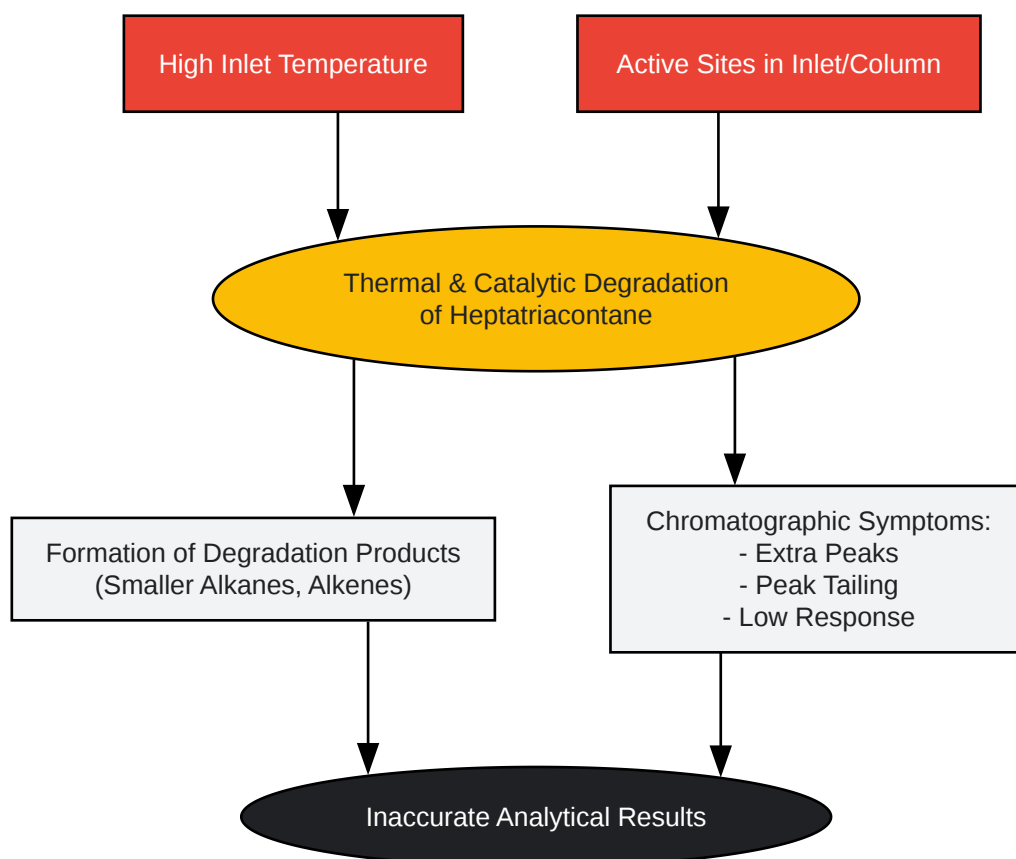 High Inlet Temperature
Active Sites in Inlet/Column
Thermal & Catalytic Degradation
of Heptatriacontane
Formation of Degradation Products
(Smaller Alkanes, Alkenes)
Chromatographic Symptoms:
- Extra Peaks
- Peak Tailing
- Low Response
Inaccurate Analytical Results